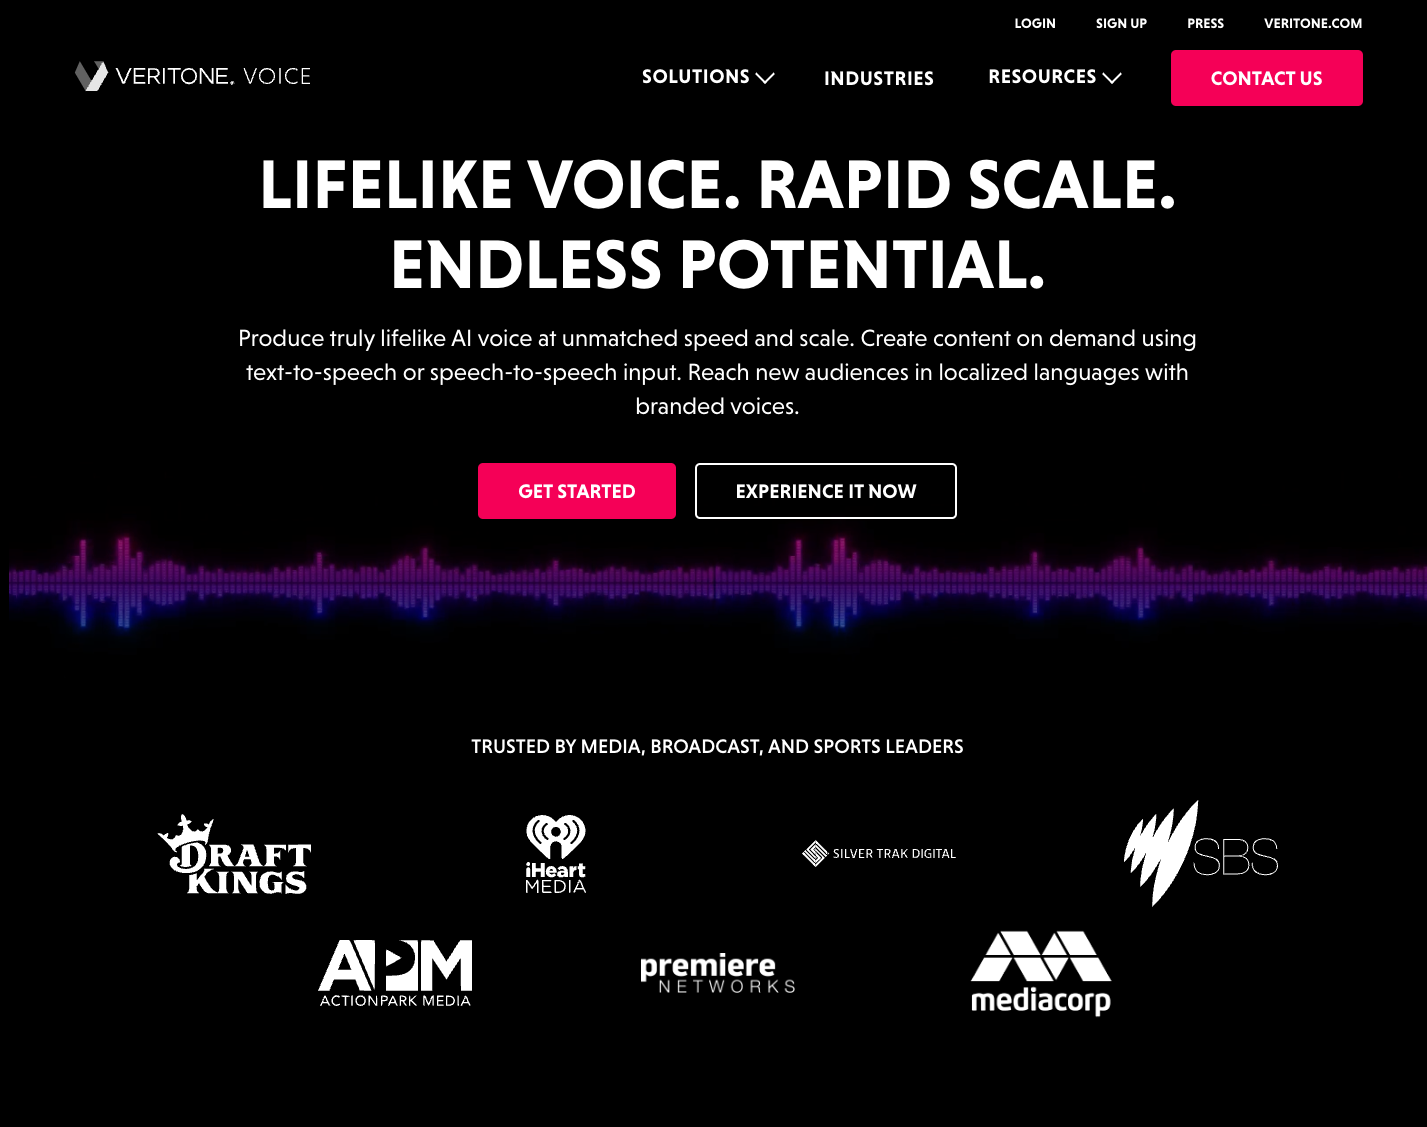 LOGIN SIGN UP PRESS VERITONE.COM
VERITONE. VOICE SOLUTIONS INDUSTRIES RESOURCES CONTACT US
LIFELIKE VOICE. RAPID SCALE.
ENDLESS POTENTIAL.
Produce truly lifelike AI voice at unmatched speed and scale. Create content on demand using
text-to-speech or speech-to-speech input. Reach new audiences in localized languages with
branded voices.
GET STARTED EXPERIENCE IT NOW
TRUSTED BY MEDIA, BROADCAST, AND SPORTS LEADERS
DRAFT
KINGS
iHeart
MEDIA
SILVER TRAK DIGITAL
SBS
APM
ACTIONPARK MEDIA
premiere
NETWORKS
mediacorp